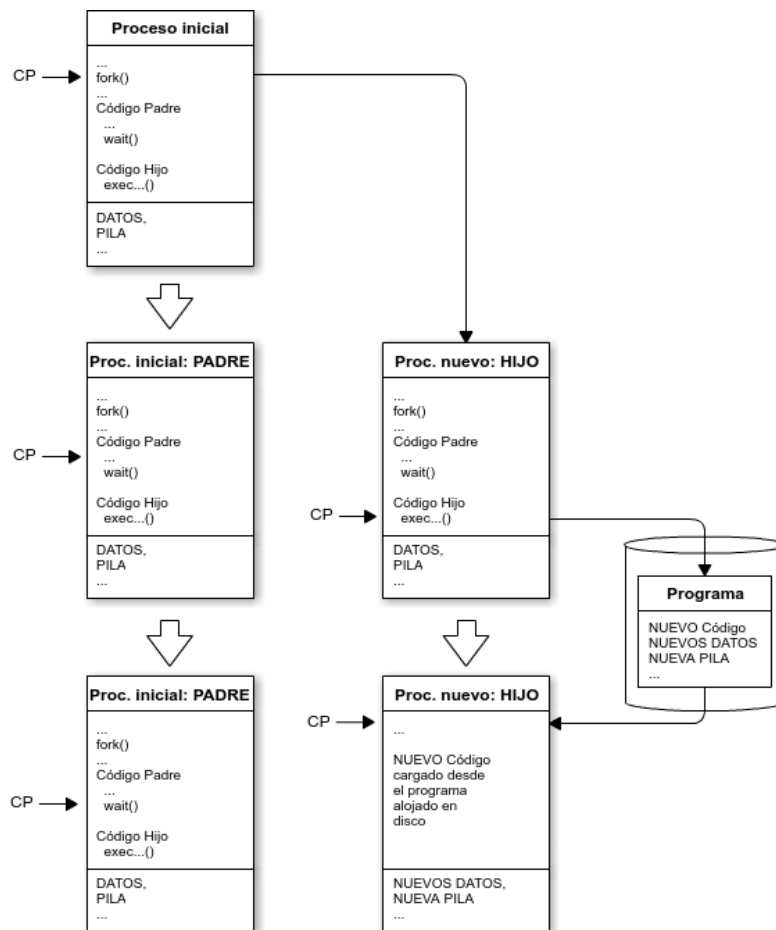 Proceso inicial
CP
...
fork()
...
Código Padre
...
wait()
Código Hijo
exec...()
DATOS,
PILA
...
Proc. inicial: PADRE
CP
...
fork()
...
Código Padre
...
wait()
Código Hijo
exec...()
DATOS,
PILA
...
Proc. nuevo: HIJO
...
fork()
...
Código Padre
...
wait()
Código Hijo
CP
exec...()
DATOS,
PILA
...
Programa
NUEVO Código
NUEVOS DATOS
NUEVA PILA
...
Proc. inicial: PADRE
...
fork()
...
Código Padre
...
CP
wait()
Código Hijo
exec...()
DATOS,
PILA
...
Proc. nuevo: HIJO
CP
...
NUEVO Código
cargado desde
el programa
alojado en
disco
NUEVOS DATOS,
NUEVA PILA
...